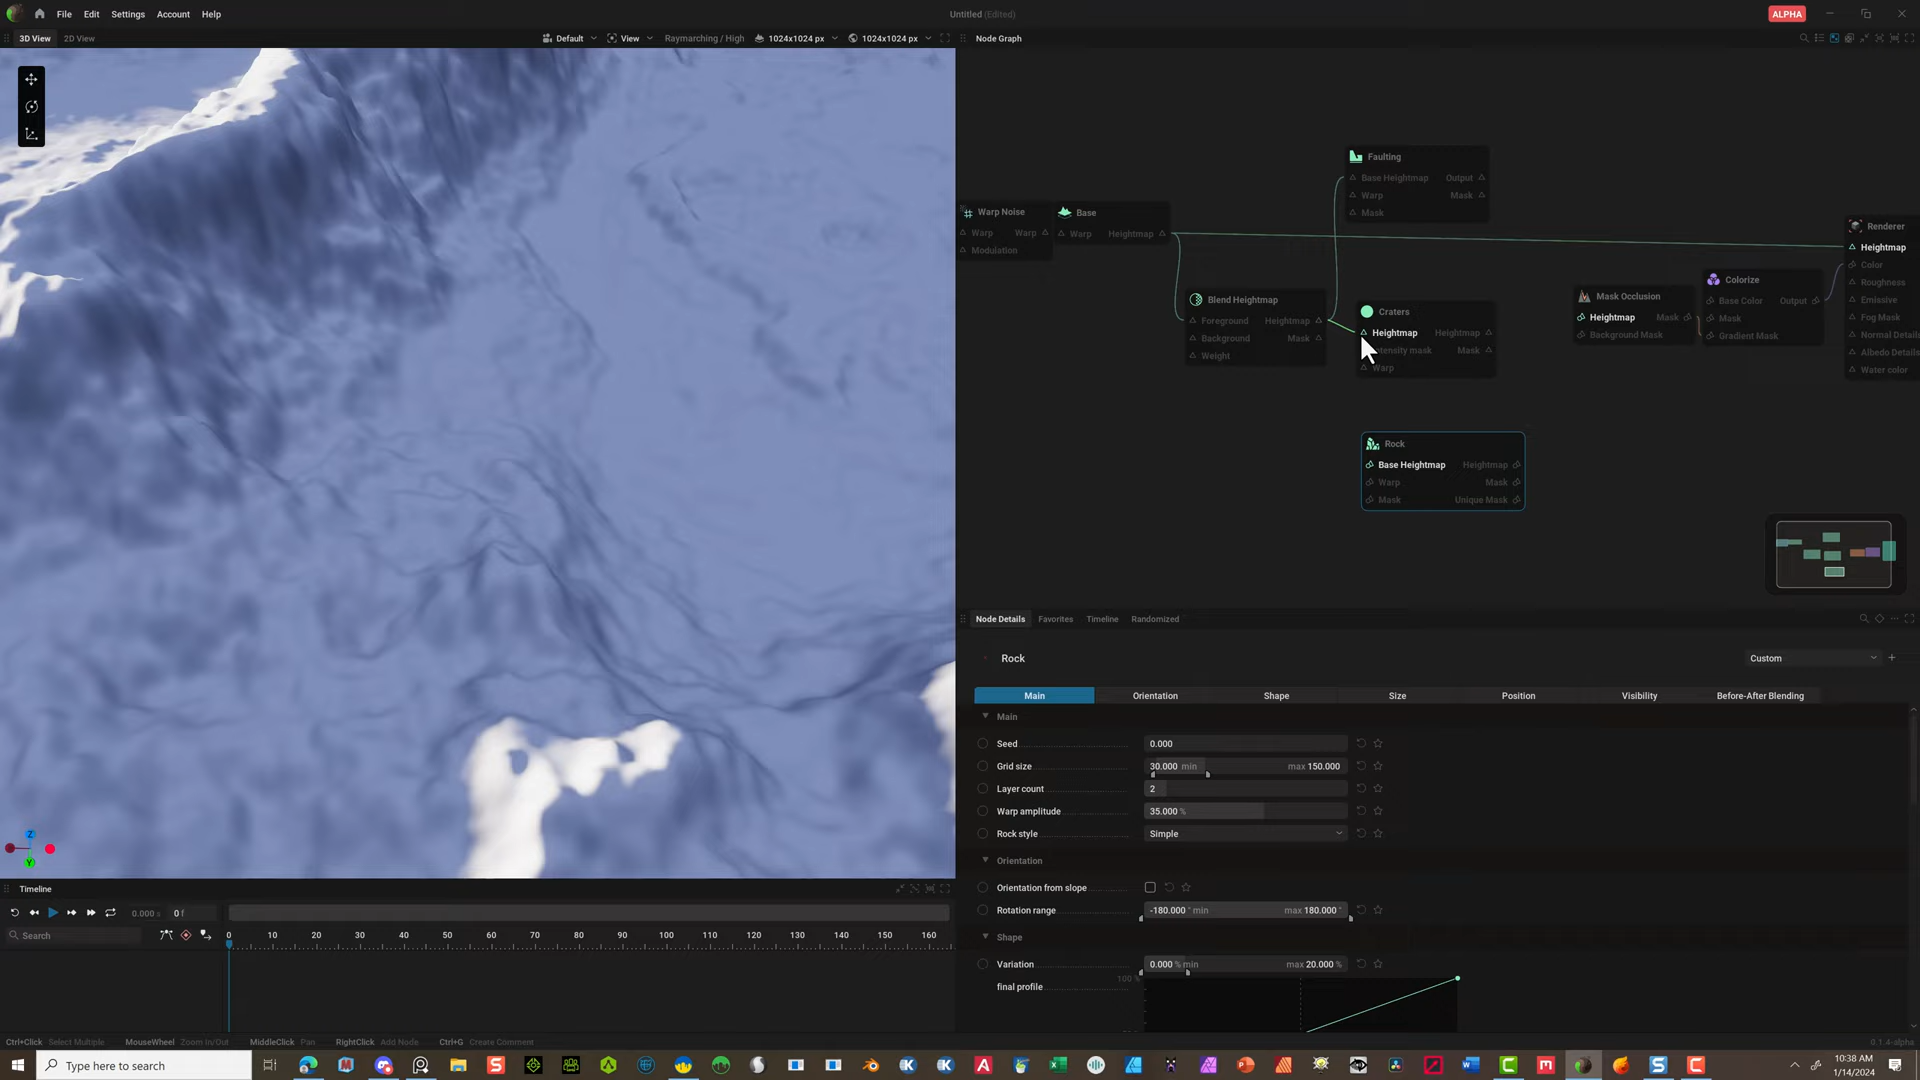 File Edit Settings Account Help
Untitled (Edited)
ALPHA
3D View 2D View
Default View Raymarching / High 1024x1024 px 1024x1024 px
Node Graph
Faulting
Base Heightmap Output
Warp Mask
Mask
Warp Noise
Warp Warp
Modulation
Base
Warp Heightmap
Renderer
Heightmap
Color
Roughness
Emissive
Fog Mask
Normal Details
Albedo Details
Water color
Colorize
Base Color Output
Mask
Gradient Mask
Mask Occlusion
Heightmap Mask
Background Mask
Blend Heightmap
Foreground Heightmap
Background Mask
Weight
Craters
Heightmap Heightmap
ntensity mask Mask
Warp
Rock
Base Heightmap Heightmap
Warp Mask
Mask Unique Mask
Node Details Favorites Timeline Randomized
Rock
Custom
Main Orientation Shape Size Position Visibility Before-After Blending
Main
Seed 0.000
Grid size 30.000 min max 150.000
Layer count 2
Warp amplitude 35.000 %
Rock style Simple
Orientation
Orientation from slope
Rotation range -180.000 ° min max 180.000 °
Shape
Variation 0.000 % min max 20.000 %
final profile 100 %
Z
Y
Timeline
0.000 s 0 f
Search
0 10 20 30 40 50 60 70 80 90 100 110 120 130 140 150 160
Ctrl+Click Select Multiple MouseWheel Zoom In/Out MiddleClick Pan RightClick Add Node Ctrl+G Create Comment
0.1.4-alpha
Type here to search
10:38 AM
1/14/2024